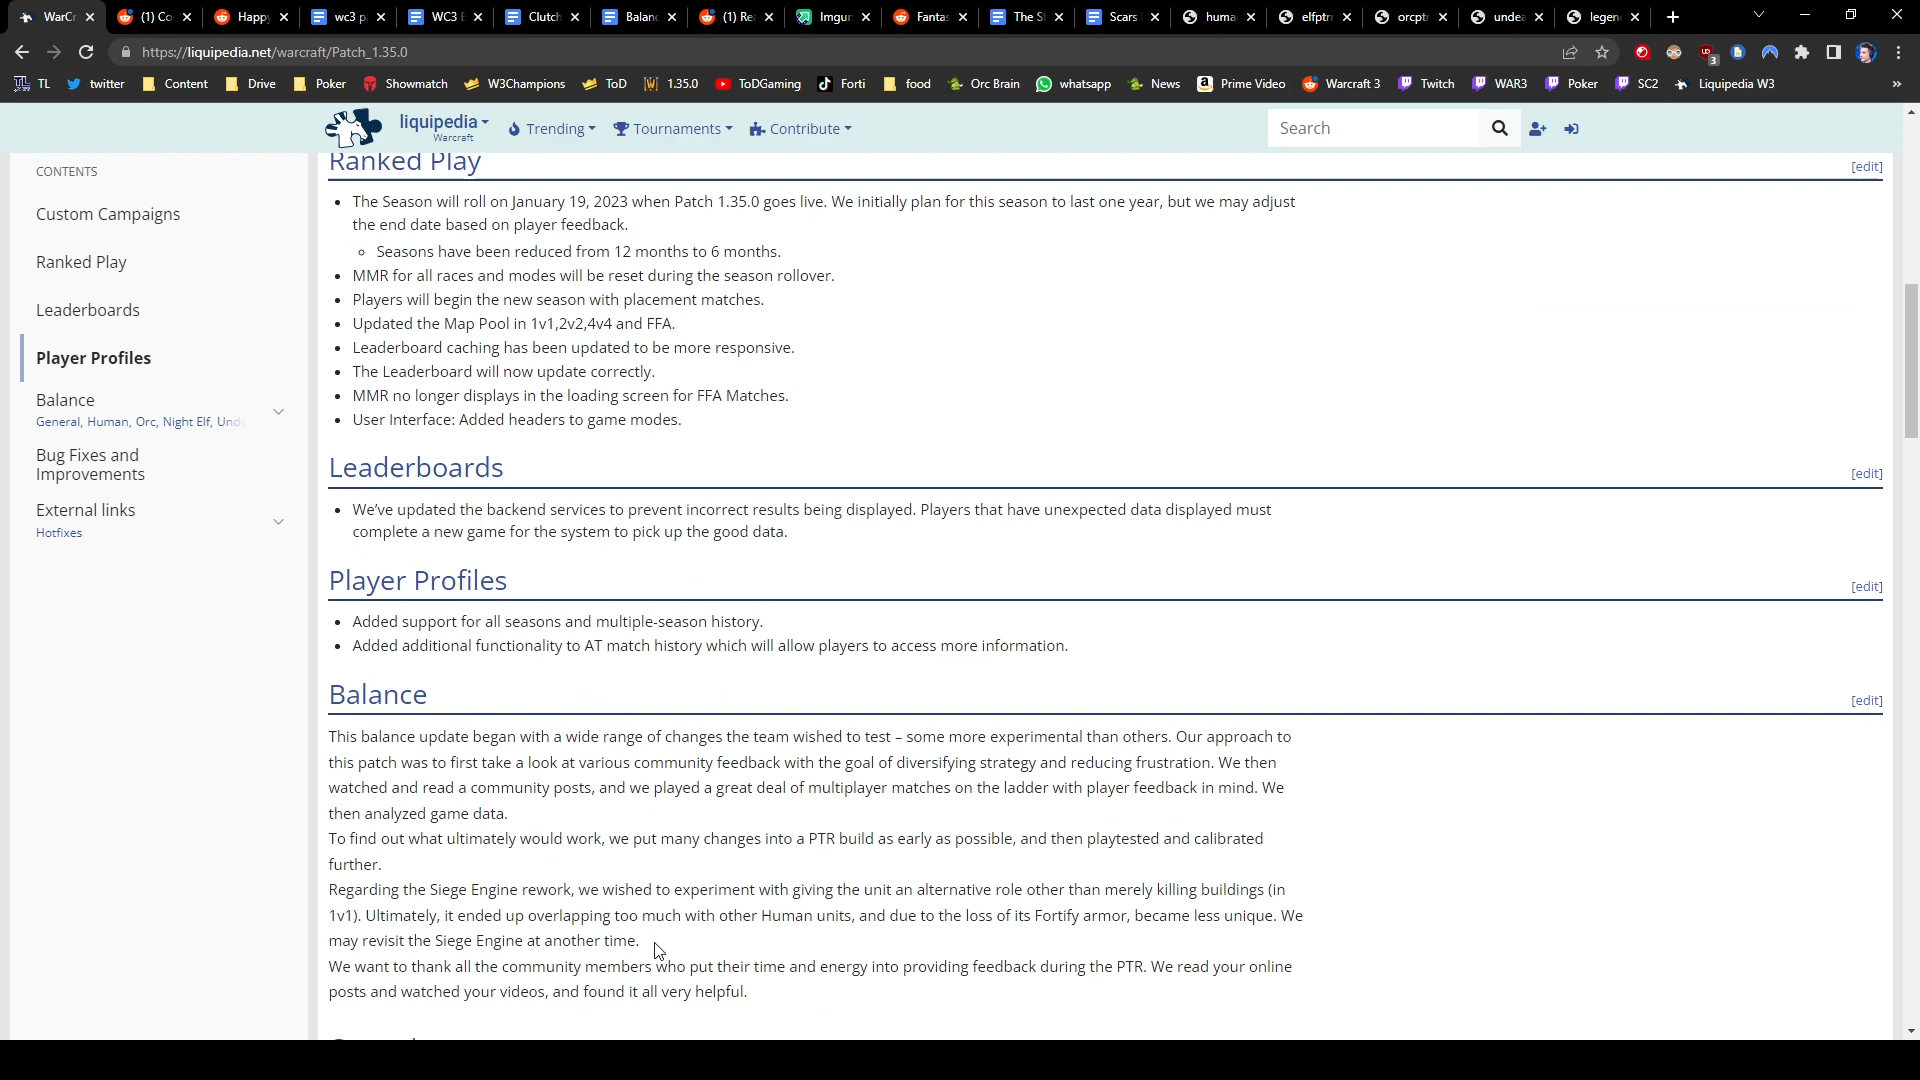 WarCr
(1) Co
Happy
wc3 p
WC3 E
Clutch
Balanc
(1) Re
Imgur
Fantas
The S
Scars
huma
elfptr
orcptr
undea
legen
https://liquipedia.net/warcraft/Patch_1.35.0
3
TL
twitter
Content
Drive
Poker
Showmatch
W3Champions
ToD
1.35.0
ToDGaming
Forti
food
Orc Brain
whatsapp
News
Prime Video
Warcraft 3
Twitch
WAR3
Poker
SC2
Liquipedia W3
»
liquipedia
Warcraft
Trending
Tournaments
Contribute
Search
CONTENTS
Custom Campaigns
Ranked Play
Leaderboards
Player Profiles
Balance
General, Human, Orc, Night Elf, Unde
Bug Fixes and
Improvements
External links
Hotfixes
Ranked Play
[edit]
• The Season will roll on January 19, 2023 when Patch 1.35.0 goes live. We initially plan for this season to last one year, but we may adjust
the end date based on player feedback.
◦ Seasons have been reduced from 12 months to 6 months.
• MMR for all races and modes will be reset during the season rollover.
• Players will begin the new season with placement matches.
• Updated the Map Pool in 1v1,2v2,4v4 and FFA.
• Leaderboard caching has been updated to be more responsive.
• The Leaderboard will now update correctly.
• MMR no longer displays in the loading screen for FFA Matches.
• User Interface: Added headers to game modes.
Leaderboards
[edit]
• We've updated the backend services to prevent incorrect results being displayed. Players that have unexpected data displayed must
complete a new game for the system to pick up the good data.
Player Profiles
[edit]
• Added support for all seasons and multiple-season history.
• Added additional functionality to AT match history which will allow players to access more information.
Balance
[edit]
This balance update began with a wide range of changes the team wished to test – some more experimental than others. Our approach to
this patch was to first take a look at various community feedback with the goal of diversifying strategy and reducing frustration. We then
watched and read a community posts, and we played a great deal of multiplayer matches on the ladder with player feedback in mind. We
then analyzed game data.
To find out what ultimately would work, we put many changes into a PTR build as early as possible, and then playtested and calibrated
further.
Regarding the Siege Engine rework, we wished to experiment with giving the unit an alternative role other than merely killing buildings (in
1v1). Ultimately, it ended up overlapping too much with other Human units, and due to the loss of its Fortify armor, became less unique. We
may revisit the Siege Engine at another time.
We want to thank all the community members who put their time and energy into providing feedback during the PTR. We read your online
posts and watched your videos, and found it all very helpful.